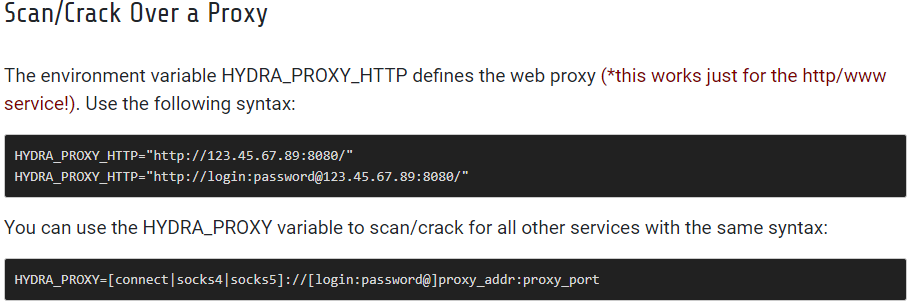 Scan/Crack Over a Proxy
The environment variable HYDRA_PROXY_HTTP defines the web proxy (*this works just for the http/www
service!). Use the following syntax:
HYDRA_PROXY_HTTP="http://123.45.67.89:8080/"
HYDRA_PROXY_HTTP="http://login:password@123.45.67.89:8080/"
You can use the HYDRA_PROXY variable to scan/crack for all other services with the same syntax:
HYDRA_PROXY=[connect|socks4|socks5]://[login:password@]proxy_addr:proxy_port